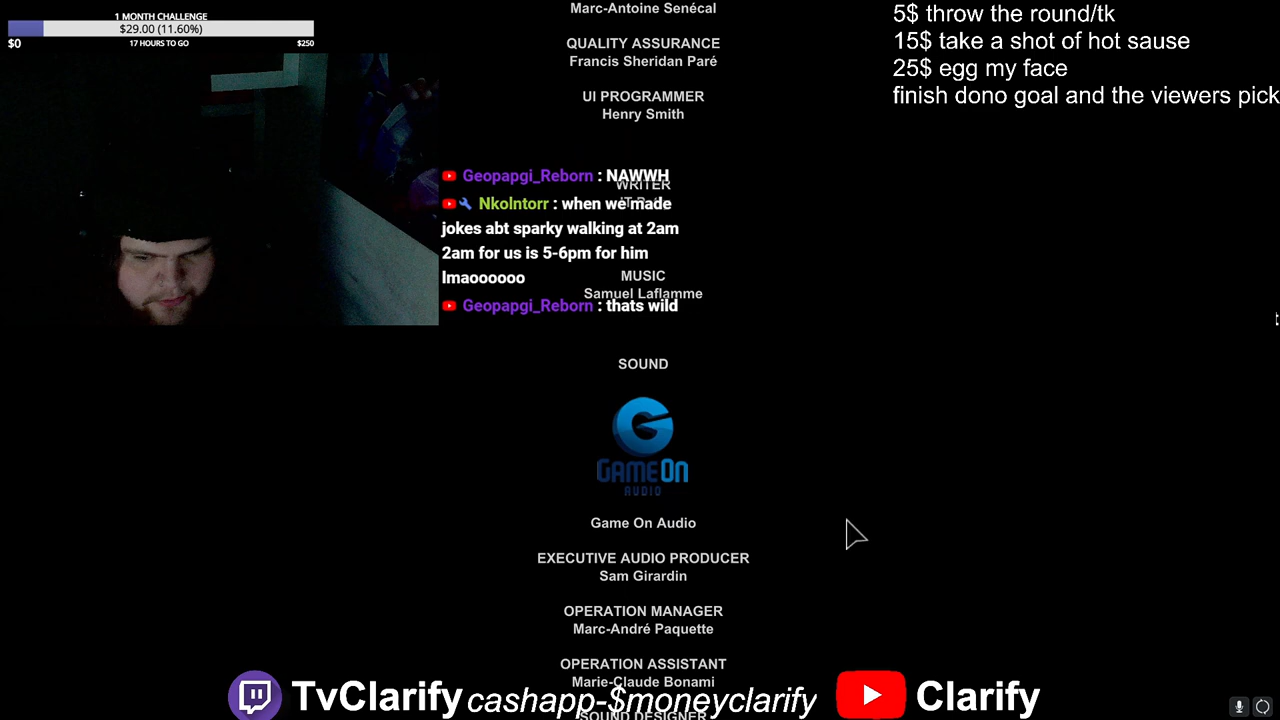 1 MONTH CHALLENGE
$29.00 (11.60%)
$0
17 HOURS TO GO
$250
5$ throw the round/tk
15$ take a shot of hot sause
25$ egg my face
finish dono goal and the viewers pick
Marc-Antoine Senécal
QUALITY ASSURANCE
Francis Sheridan Paré
UI PROGRAMMER
Henry Smith
Geopapgi_Reborn : NAWWH
WRITER
Nkolntorr : when we made
jokes abt sparky walking at 2am
2am for us is 5-6pm for him
lmaoooooo
MUSIC
Samuel Laflamme
Geopapgi_Reborn : thats wild
SOUND
GAMEON
AUDIO
Game On Audio
EXECUTIVE AUDIO PRODUCER
Sam Girardin
OPERATION MANAGER
Marc-André Paquette
OPERATION ASSISTANT
Marie-Claude Bonami
SOUND DESIGNER
TvClarify
cashapp-$moneyclarify
Clarify